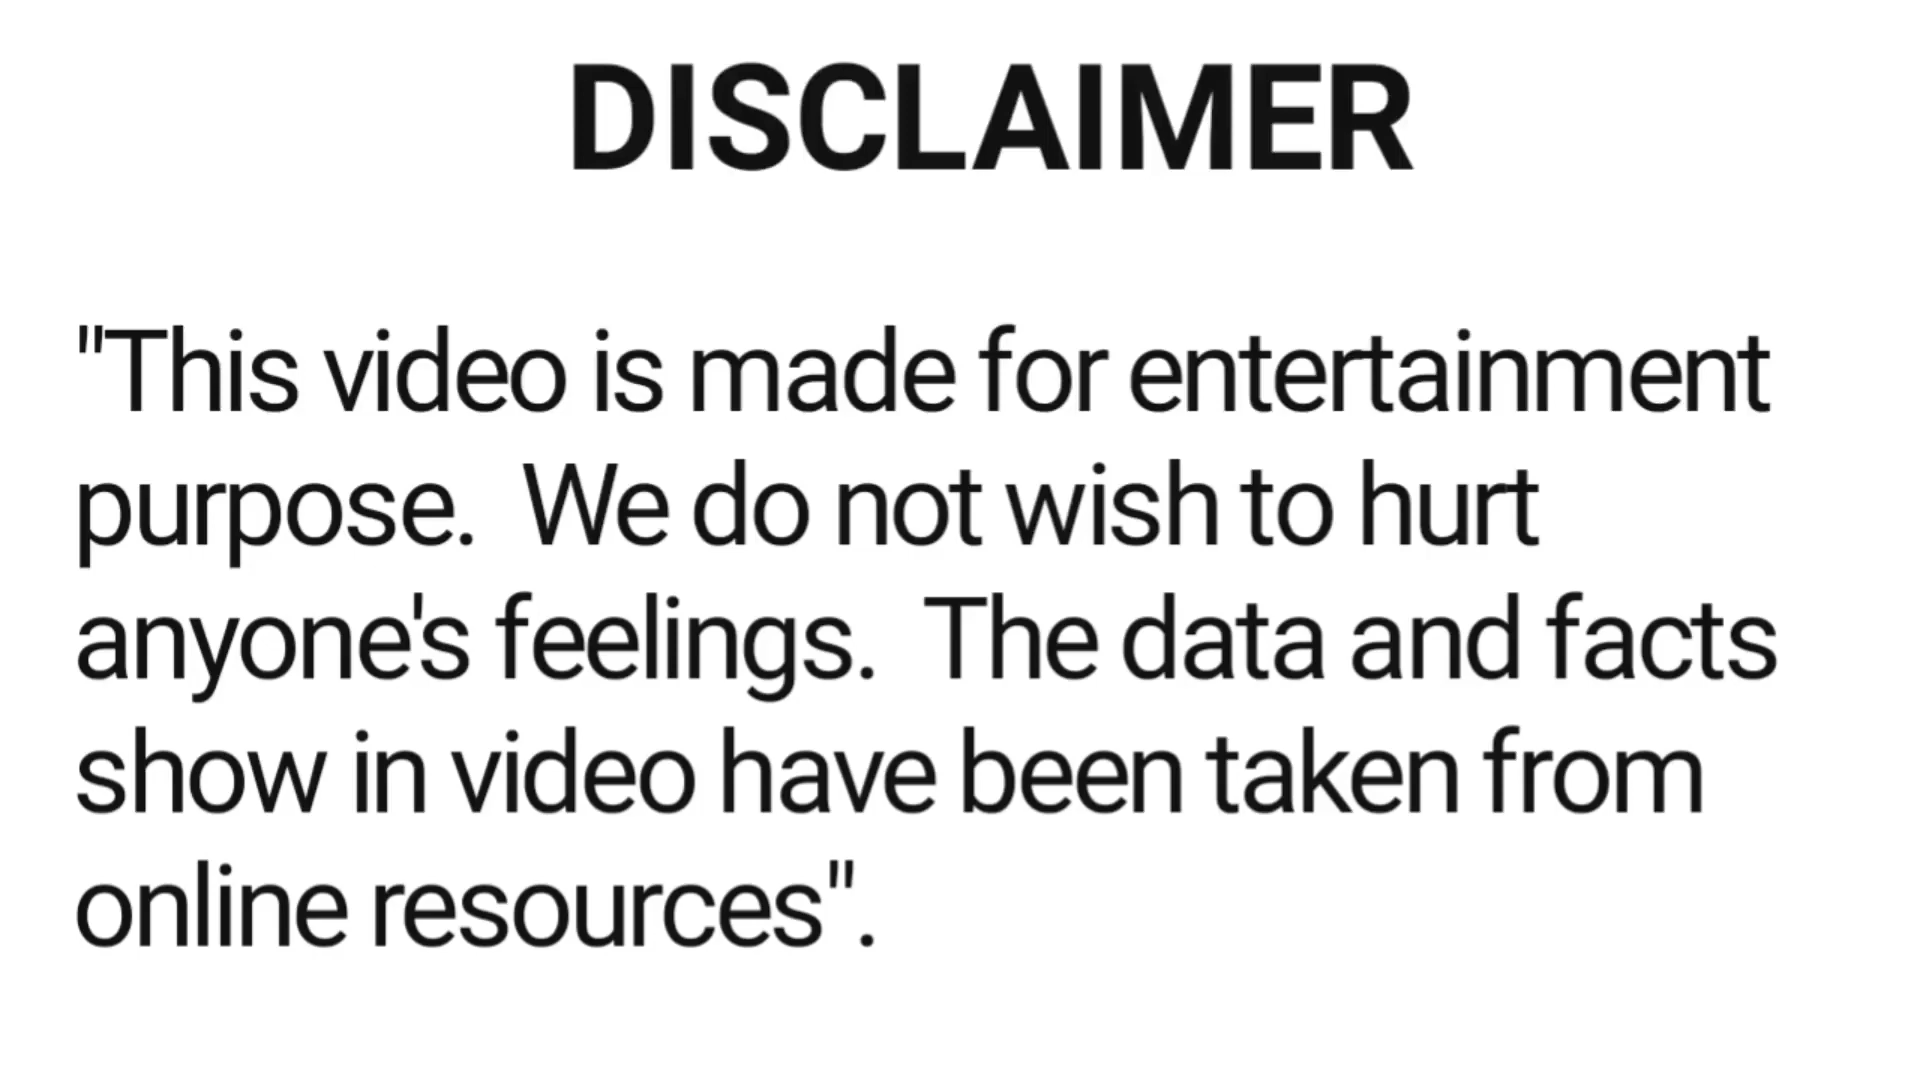 DISCLAIMER
"This video is made for entertainment
purpose.  We do not wish to hurt
anyone's feelings.  The data and facts
show in video have been taken from
online resources".